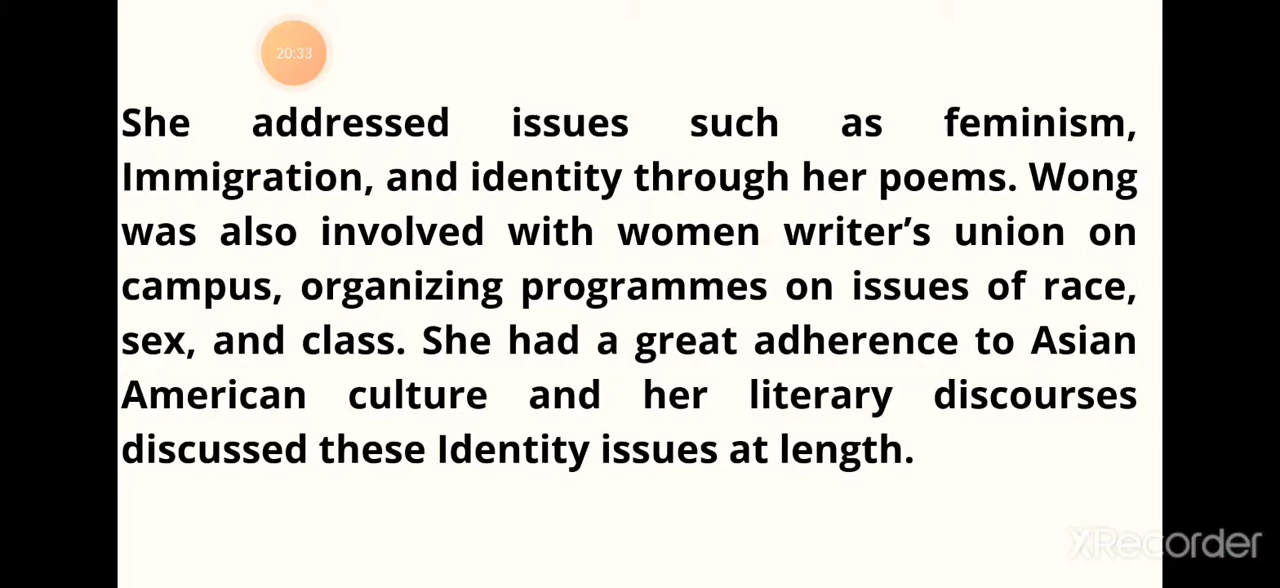 20:33
She addressed issues such as feminism,
Immigration, and identity through her poems. Wong
was also involved with women writer’s union on
campus, organizing programmes on issues of race,
sex, and class. She had a great adherence to Asian
American culture and her literary discourses
discussed these Identity issues at length.
XRecorder